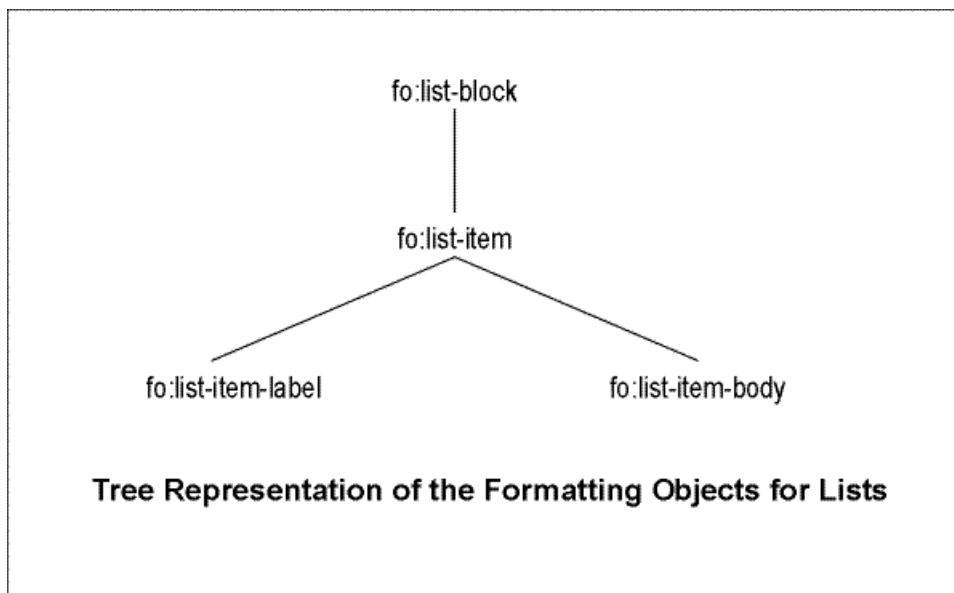 fo:list-block
fo:list-item
fo:list-item-label
fo:list-item-body
Tree Representation of the Formatting Objects for Lists